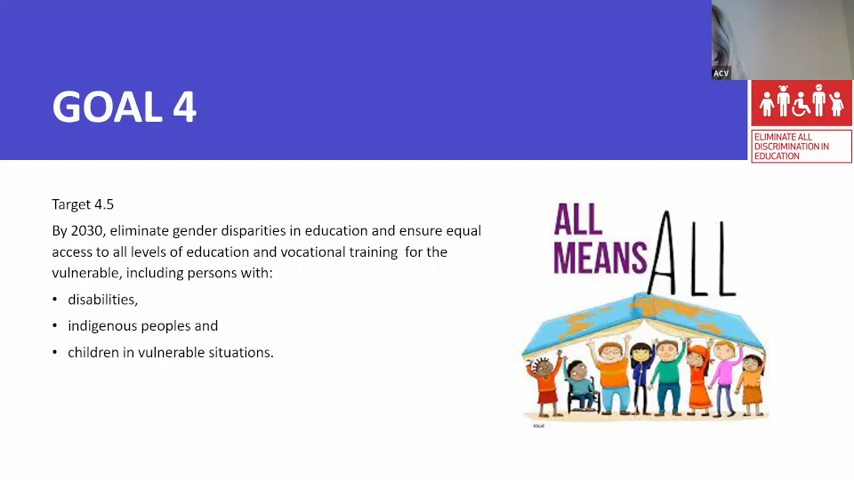 ACV
GOAL 4
ELIMINATE ALL
DISCRIMINATION IN
EDUCATION
Target 4.5
By 2030, eliminate gender disparities in education and ensure equal
access to all levels of education and vocational training for the
vulnerable, including persons with:
• disabilities,
• indigenous peoples and
• children in vulnerable situations.
ALL
MEANS ALL